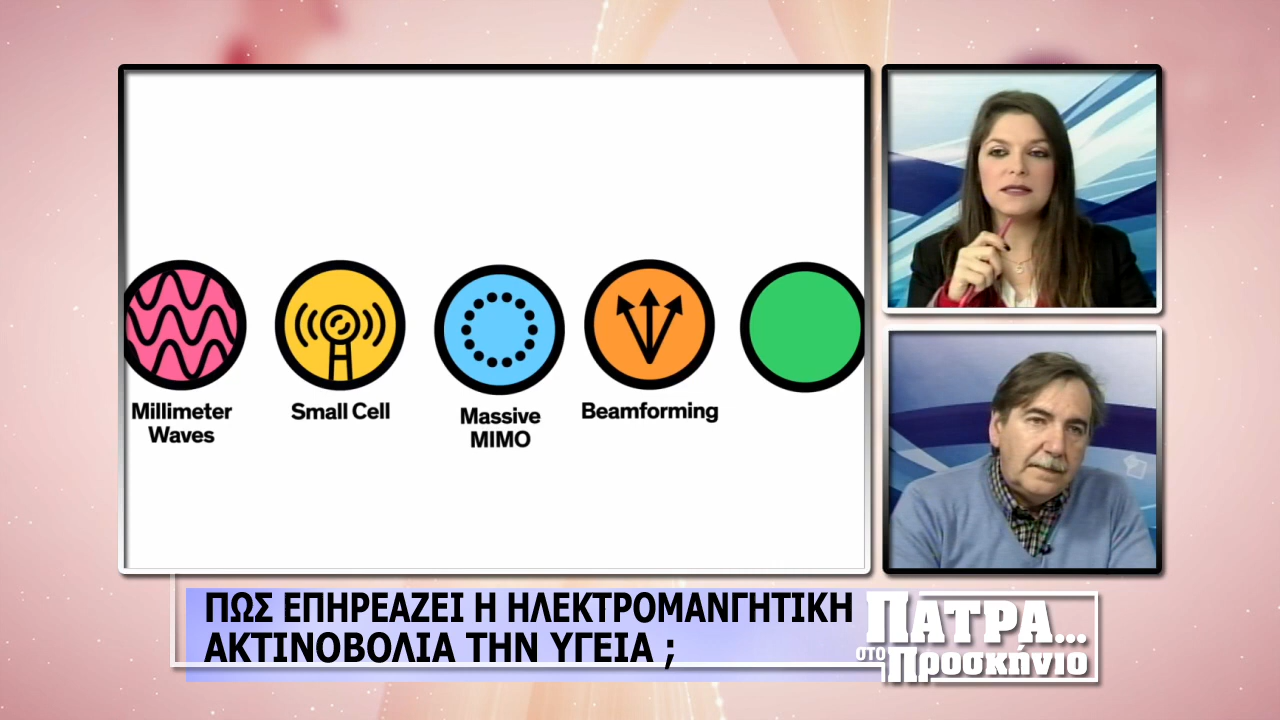 Millimeter
Waves
Small Cell
Massive
MIMO
Beamforming
ΠΩΣ ΕΠΗΡΕΑΖΕΙ Η ΗΛΕΚΤΡΟΜΑΝΓΗΤΙΚΗ
ΑΚΤΙΝΟΒΟΛΙΑ ΤΗΝ ΥΓΕΙΑ ;
ΠΑΤΡΑ...
ΣΤΟ Προσκήνιο